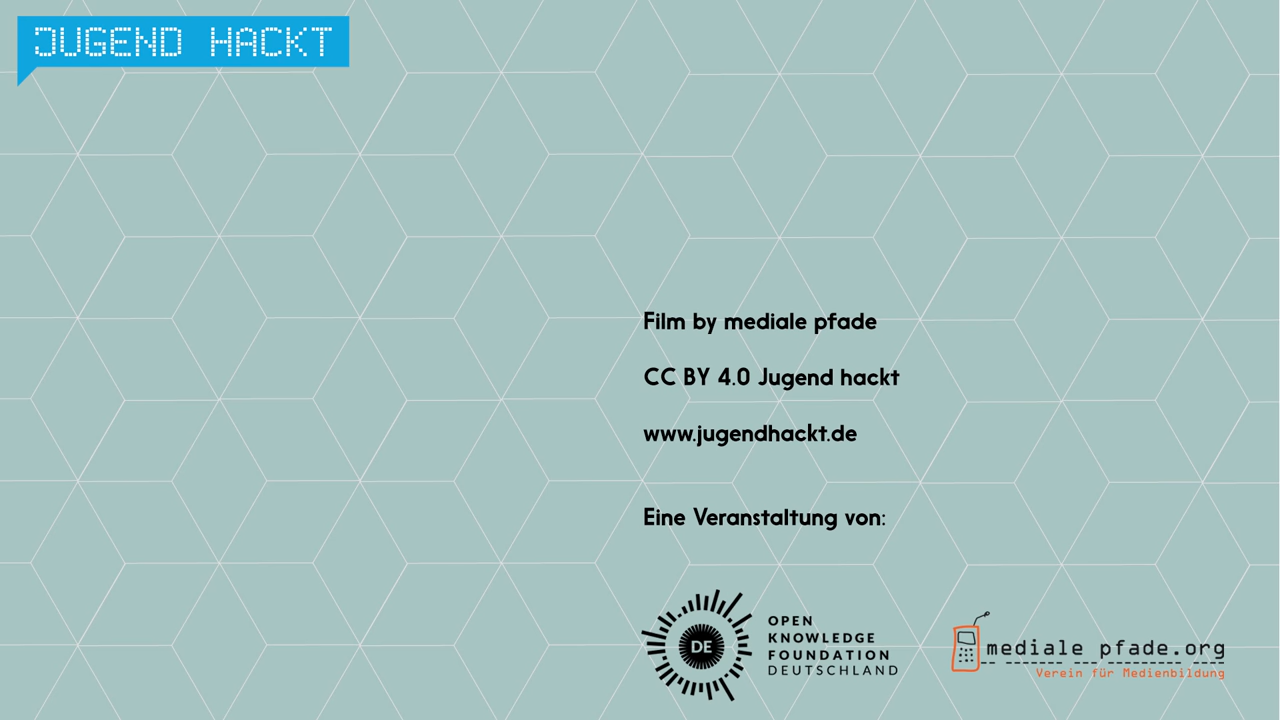 JUGEND HACKT
Film by mediale pfade
CC BY 4.0 Jugend hackt
www.jugendhackt.de
Eine Veranstaltung von:
DE
OPEN
KNOWLEDGE
FOUNDATION
DEUTSCHLAND
mediale pfade.org
Verein für Medienbildung